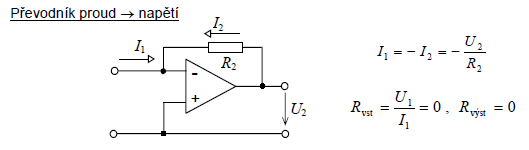 Převodník proud → napětí
I₂
I₁
R₂
-
+
U₂
I₁ = − I₂ = − U₂ / R₂
Rvst = U₁ / I₁ = 0 , Rvýst = 0